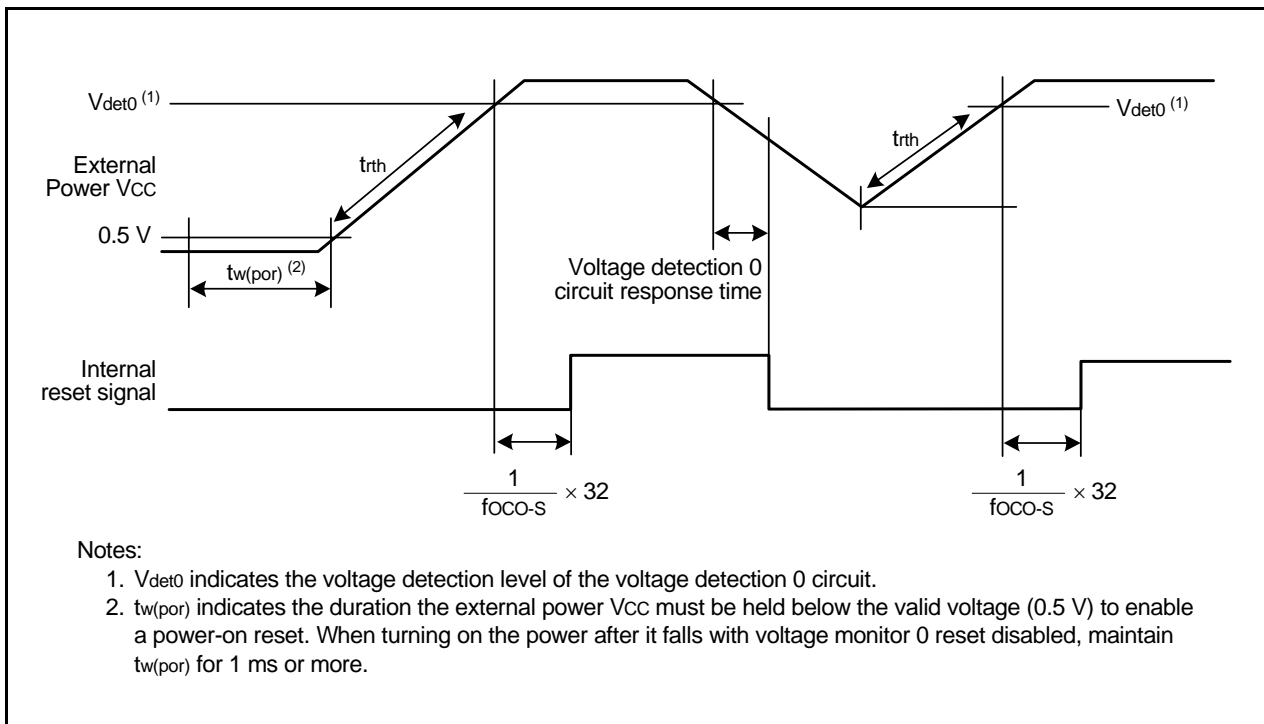 Vdet0 (1)
trth
trth
Vdet0 (1)
External
Power VCC
0.5 V
tw(por) (2)
Voltage detection 0
circuit response time
Internal
reset signal
1
fOCO-S
× 32
1
fOCO-S
× 32
Notes:
1. Vdet0 indicates the voltage detection level of the voltage detection 0 circuit.
2. tw(por) indicates the duration the external power VCC must be held below the valid voltage (0.5 V) to enable
a power-on reset. When turning on the power after it falls with voltage monitor 0 reset disabled, maintain
tw(por) for 1 ms or more.